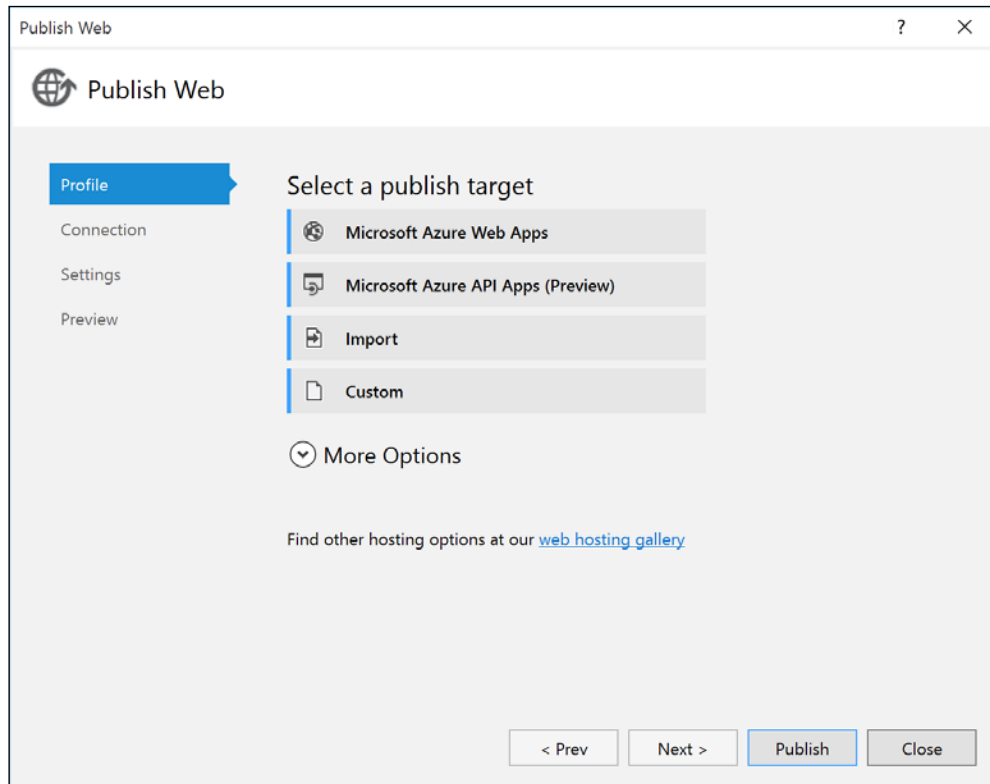 Publish Web
?
Publish Web
Profile
Connection
Settings
Preview
Select a publish target
Microsoft Azure Web Apps
Microsoft Azure API Apps (Preview)
Import
Custom
More Options
Find other hosting options at our web hosting gallery
< Prev
Next >
Publish
Close